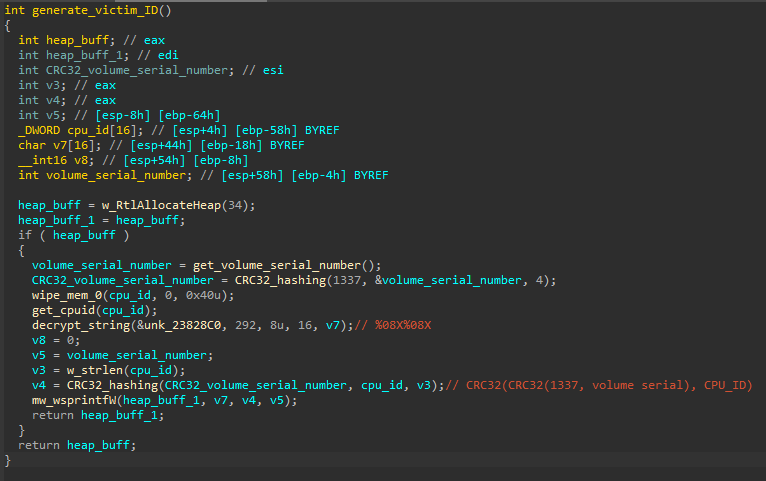 int generate_victim_ID()
{
  int heap_buff; // eax
  int heap_buff_1; // edi
  int CRC32_volume_serial_number; // esi
  int v3; // eax
  int v4; // eax
  int v5; // [esp-8h] [ebp-64h]
  _DWORD cpu_id[16]; // [esp+4h] [ebp-58h] BYREF
  char v7[16]; // [esp+44h] [ebp-18h] BYREF
  __int16 v8; // [esp+54h] [ebp-8h]
  int volume_serial_number; // [esp+58h] [ebp-4h] BYREF

  heap_buff = w_RtlAllocateHeap(34);
  heap_buff_1 = heap_buff;
  if ( heap_buff )
  {
    volume_serial_number = get_volume_serial_number();
    CRC32_volume_serial_number = CRC32_hashing(1337, &volume_serial_number, 4);
    wipe_mem_0(cpu_id, 0, 0x40u);
    get_cpuid(cpu_id);
    decrypt_string(&unk_23828C0, 292, 8u, 16, v7);// %08X%08X
    v8 = 0;
    v5 = volume_serial_number;
    v3 = w_strlen(cpu_id);
    v4 = CRC32_hashing(CRC32_volume_serial_number, cpu_id, v3);// CRC32(CRC32(1337, volume serial), CPU_ID)
    mw_wsprintfW(heap_buff_1, v7, v4, v5);
    return heap_buff_1;
  }
  return heap_buff;
}